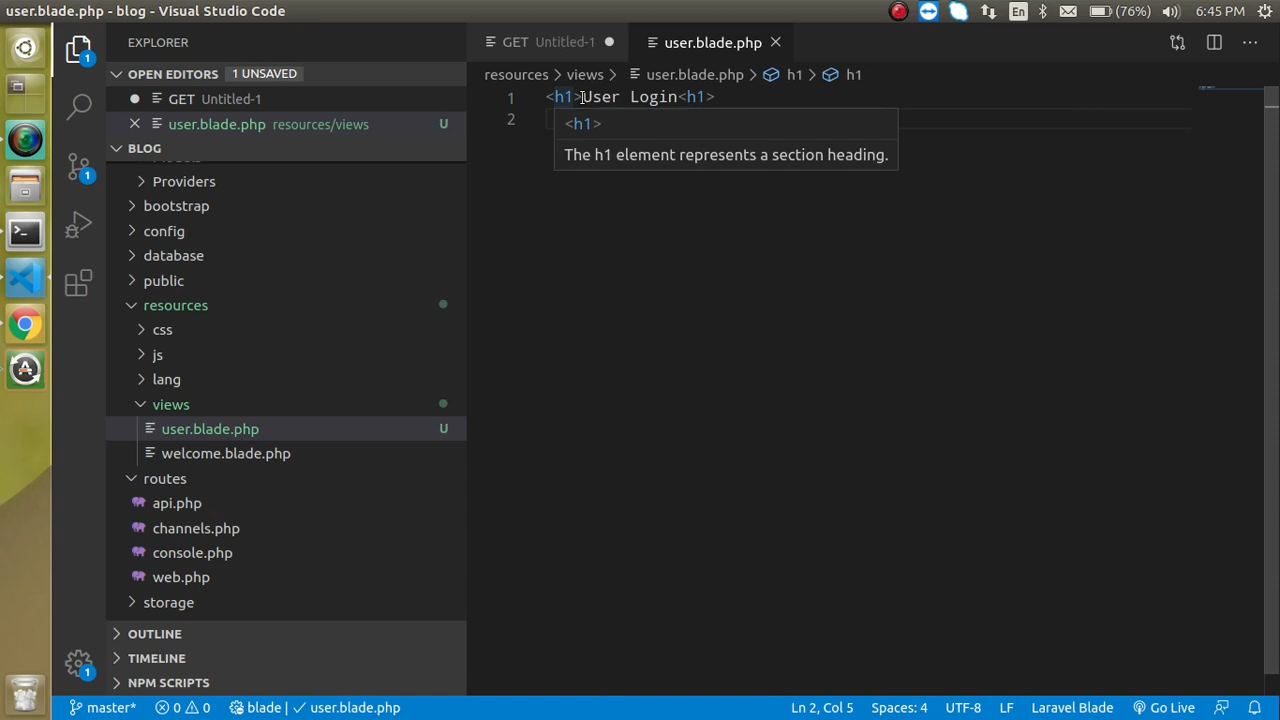 user.blade.php - blog - Visual Studio Code
En
(76%)
6:45 PM
EXPLORER
GET Untitled-1
user.blade.php
OPEN EDITORS
1 UNSAVED
GET Untitled-1
user.blade.php resources/views
U
BLOG
Providers
bootstrap
config
database
public
resources
css
js
lang
views
user.blade.php
U
welcome.blade.php
routes
api.php
channels.php
console.php
web.php
storage
OUTLINE
TIMELINE
NPM SCRIPTS
1
1
1
resources > views > user.blade.php > h1 > h1
1 <h1>User Login<h1>
2
<h1>
The h1 element represents a section heading.
master*
0
0
blade
user.blade.php
Ln 2, Col 5
Spaces: 4
UTF-8
LF
Laravel Blade
Go Live